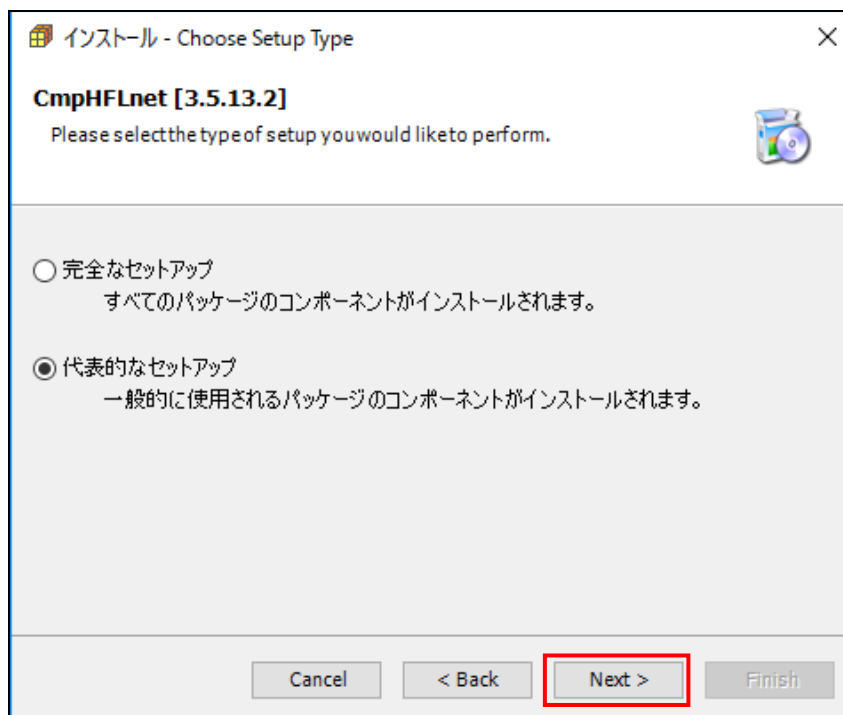 インストール - Choose Setup Type
CmpHFLnet [3.5.13.2]
Please select the type of setup you would like to perform.
完全なセットアップ
すべてのパッケージのコンポーネントがインストールされます。
代表的なセットアップ
一般的に使用されるパッケージのコンポーネントがインストールされます。
Cancel
< Back
Next >
Finish